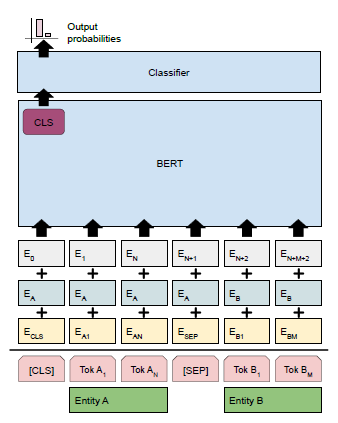 Output
probabilities
Classifier
CLS
BERT
E0 E1 EN EN+1 EN+2 EN+M+2
+ + + + + +
EA EA EA EA EB EB
+ + + + + +
ECLS EA1 EAN ESEP EB1 EBM
[CLS] Tok A1 Tok AN [SEP] Tok B1 Tok BM
Entity A Entity B